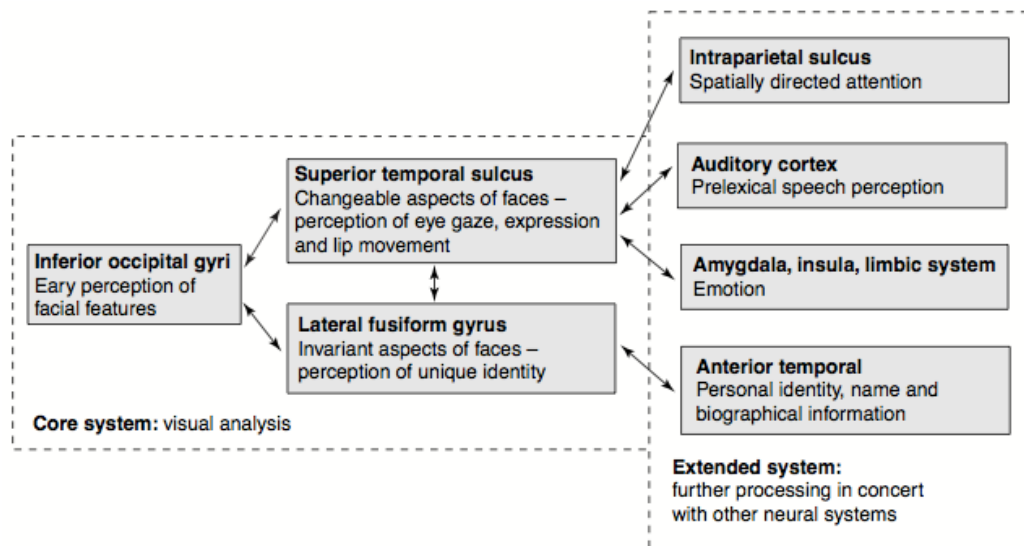 Inferior occipital gyri
Eary perception of
facial features
Superior temporal sulcus
Changeable aspects of faces –
perception of eye gaze, expression
and lip movement
Lateral fusiform gyrus
Invariant aspects of faces –
perception of unique identity
Core system: visual analysis
Intraparietal sulcus
Spatially directed attention
Auditory cortex
Prelexical speech perception
Amygdala, insula, limbic system
Emotion
Anterior temporal
Personal identity, name and
biographical information
Extended system:
further processing in concert
with other neural systems